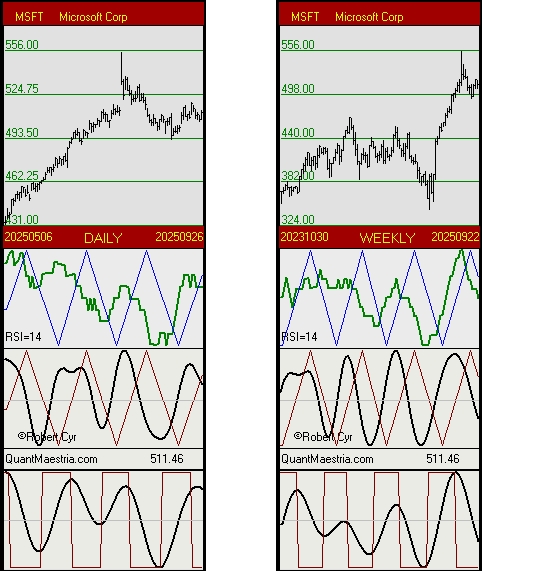 MSFT Microsoft Corp
556.00
524.75
493.50
462.25
431.00
20250506 DAILY 20250926
RSI=14
©Robert Cyr
QuantMaestria.com 511.46
MSFT Microsoft Corp
556.00
498.00
440.00
382.00
324.00
20231030 WEEKLY 20250922
RSI=14
©Robert Cyr
QuantMaestria.com 511.46